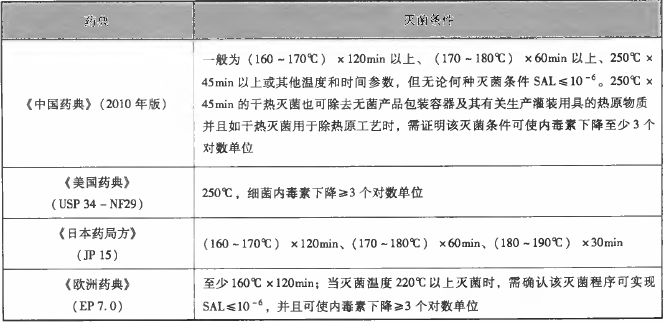 药典
灭菌条件
《中国药典》（2010 年版）
一般为（160 ~ 170℃）× 120min 以上、（170 ~ 180℃）× 60min 以上、250℃ ×
45min 以上或其他温度和时间参数，但无论何种灭菌条件 SAL ≤ 10⁻⁶。250℃ ×
45min 的干热灭菌也可除去无菌产品包装容器及其有关生产灌装用具的热原物质
并且如干热灭菌用于除热原工艺时，需证明该灭菌条件可使内毒素下降至少 3 个
对数单位
《美国药典》
（USP 34 – NF29）
250℃，细菌内毒素下降≥3 个对数单位
《日本药局方》
（JP 15）
（160 ~ 170℃）× 120min、（170 ~ 180℃）× 60min、（180 ~ 190℃）× 30min
《欧洲药典》
（EP 7.0）
至少 160℃ × 120min；当灭菌温度 220℃ 以上灭菌时，需确认该灭菌程序可实现
SAL ≤ 10⁻⁶，并且可使内毒素下降≥3 个对数单位